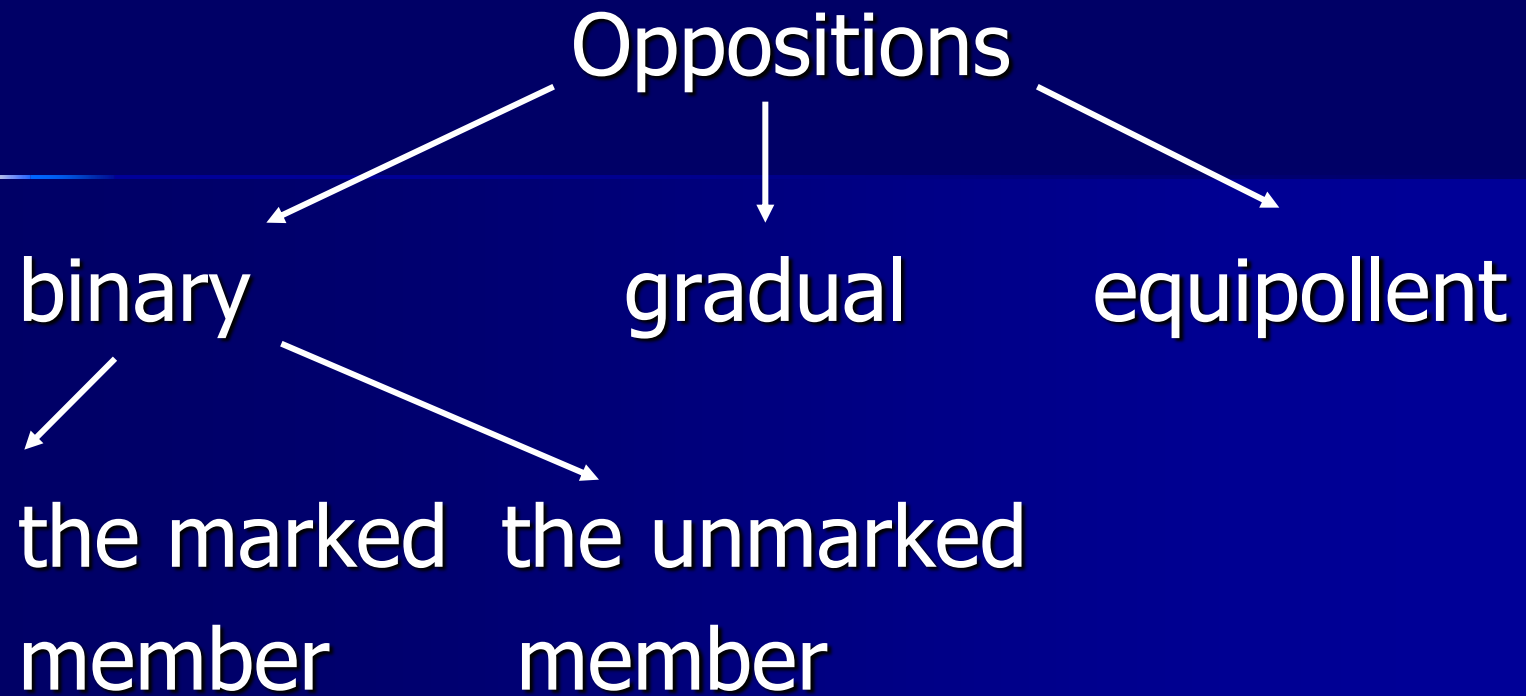 Oppositions
binary gradual equipollent
the marked the unmarked
member member